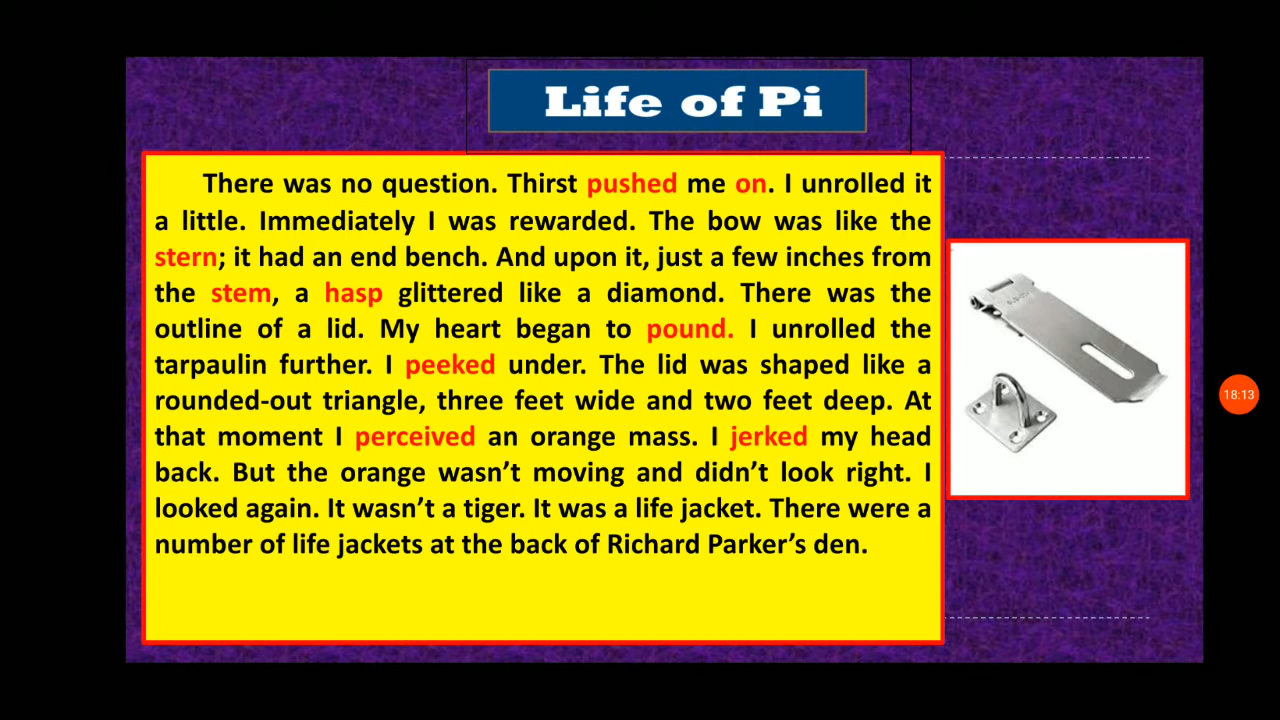 Life of Pi
There was no question. Thirst pushed me on. I unrolled it
a little. Immediately I was rewarded. The bow was like the
stern; it had an end bench. And upon it, just a few inches from
the stem, a hasp glittered like a diamond. There was the
outline of a lid. My heart began to pound. I unrolled the
tarpaulin further. I peeked under. The lid was shaped like a
rounded-out triangle, three feet wide and two feet deep. At
that moment I perceived an orange mass. I jerked my head
back. But the orange wasn’t moving and didn’t look right. I
looked again. It wasn’t a tiger. It was a life jacket. There were a
number of life jackets at the back of Richard Parker’s den.
18:13